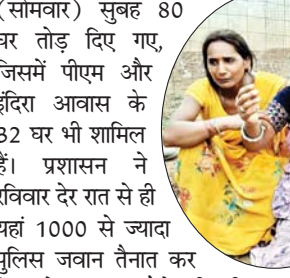 (सोमवार) सुबह 80
घर तोड़ दिए गए,
जिसमें पीएम और
इंदिरा आवास के
32 घर भी शामिल
हैं। प्रशासन ने
रविवार देर रात से ही
यहां 1000 से ज्यादा
पुलिस जवान तैनात कर